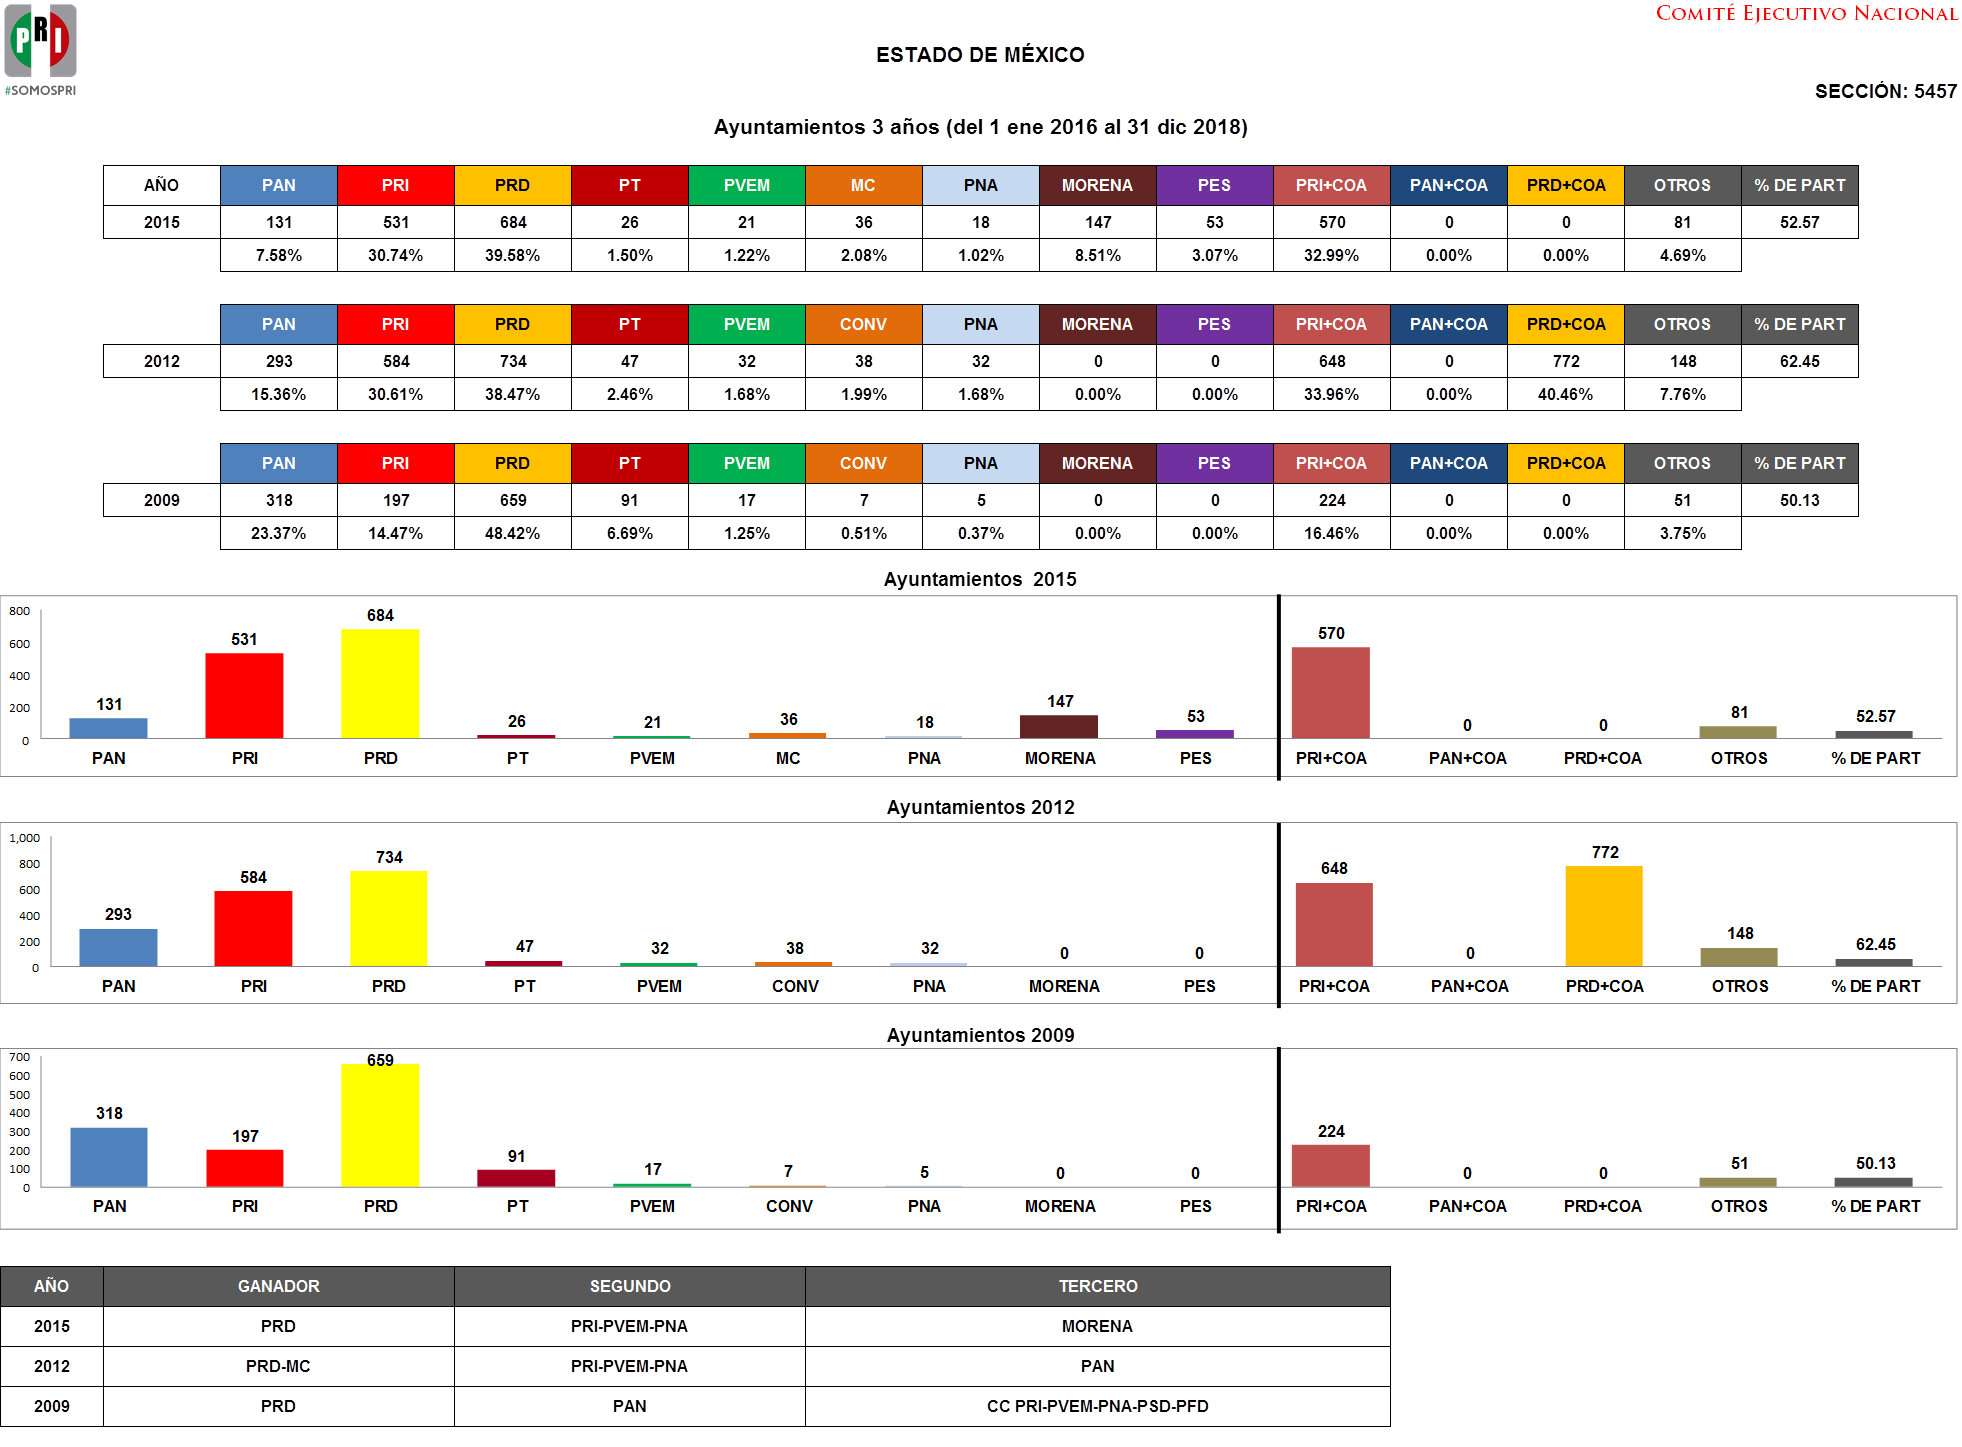 PRI
#SOMOSPRI
COMITÉ EJECUTIVO NACIONAL
ESTADO DE MÉXICO
SECCIÓN: 5457
Ayuntamientos 3 años (del 1 ene 2016 al 31 dic 2018)
AÑO PAN PRI PRD PT PVEM MC PNA MORENA PES PRI+COA PAN+COA PRD+COA OTROS % DE PART
2015 131 531 684 26 21 36 18 147 53 570 0 0 81 52.57
7.58% 30.74% 39.58% 1.50% 1.22% 2.08% 1.02% 8.51% 3.07% 32.99% 0.00% 0.00% 4.69%
PAN PRI PRD PT PVEM CONV PNA MORENA PES PRI+COA PAN+COA PRD+COA OTROS % DE PART
2012 293 584 734 47 32 38 32 0 0 648 0 772 148 62.45
15.36% 30.61% 38.47% 2.46% 1.68% 1.99% 1.68% 0.00% 0.00% 33.96% 0.00% 40.46% 7.76%
PAN PRI PRD PT PVEM CONV PNA MORENA PES PRI+COA PAN+COA PRD+COA OTROS % DE PART
2009 318 197 659 91 17 7 5 0 0 224 0 0 51 50.13
23.37% 14.47% 48.42% 6.69% 1.25% 0.51% 0.37% 0.00% 0.00% 16.46% 0.00% 0.00% 3.75%
Ayuntamientos 2015
800
600
400
200
0
131 531 684 26 21 36 18 147 53 570 0 0 81 52.57
PAN PRI PRD PT PVEM MC PNA MORENA PES PRI+COA PAN+COA PRD+COA OTROS % DE PART
Ayuntamientos 2012
1,000
800
600
400
200
0
293 584 734 47 32 38 32 0 0 648 0 772 148 62.45
PAN PRI PRD PT PVEM CONV PNA MORENA PES PRI+COA PAN+COA PRD+COA OTROS % DE PART
Ayuntamientos 2009
700
600
500
400
300
200
100
0
318 197 659 91 17 7 5 0 0 224 0 0 51 50.13
PAN PRI PRD PT PVEM CONV PNA MORENA PES PRI+COA PAN+COA PRD+COA OTROS % DE PART
AÑO GANADOR SEGUNDO TERCERO
2015 PRD PRI-PVEM-PNA MORENA
2012 PRD-MC PRI-PVEM-PNA PAN
2009 PRD PAN CC PRI-PVEM-PNA-PSD-PFD